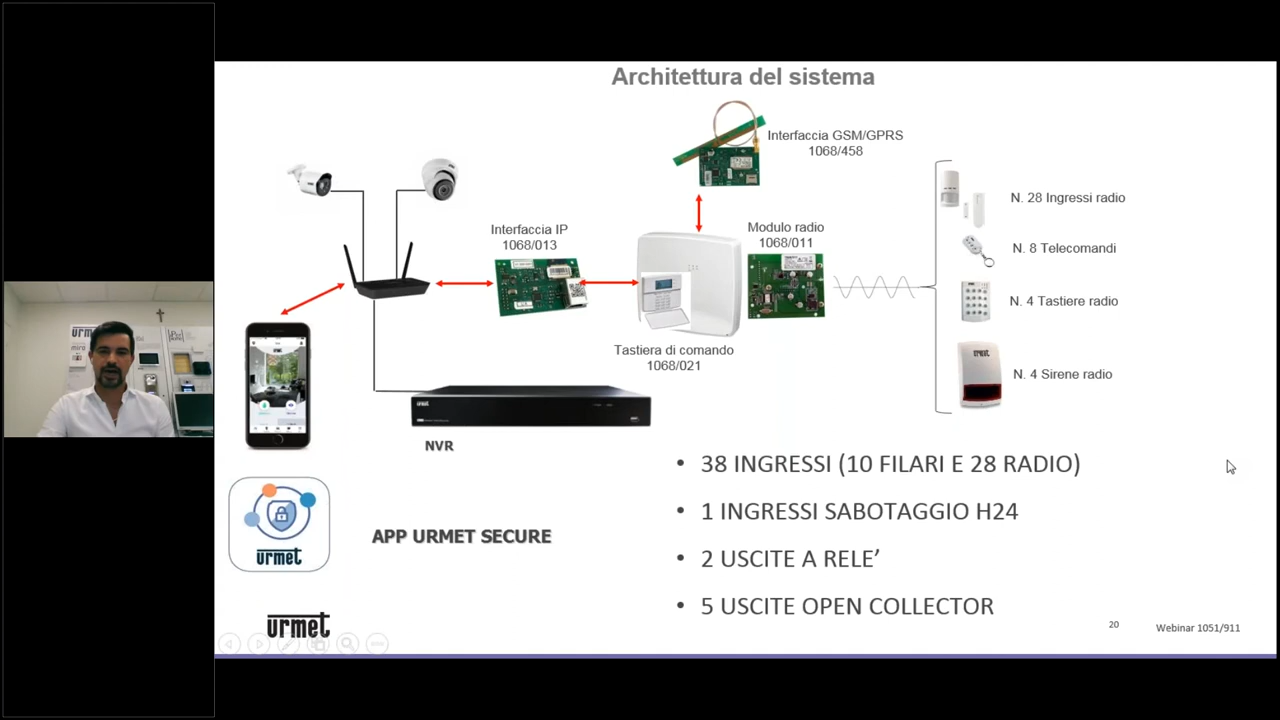 Architettura del sistema
Interfaccia GSM/GPRS
1068/458
Interfaccia IP
1068/013
Modulo radio
1068/011
Tastiera di comando
1068/021
N. 28 Ingressi radio
N. 8 Telecomandi
N. 4 Tastiere radio
N. 4 Sirene radio
urmet
NVR
• 38 INGRESSI (10 FILARI E 28 RADIO)
• 1 INGRESSI SABOTAGGIO H24
• 2 USCITE A RELE’
• 5 USCITE OPEN COLLECTOR
urmet
APP URMET SECURE
urmet
20
Webinar 1051/911